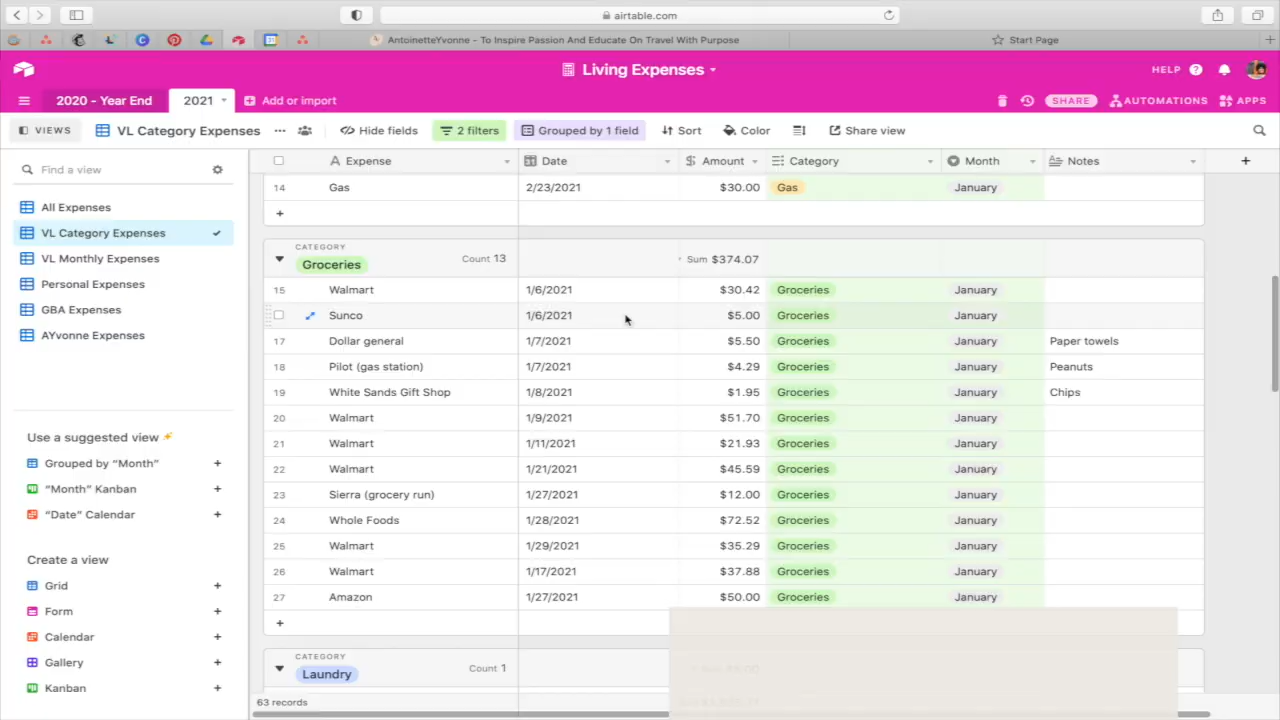 airtable.com
AntoinetteYvonne - To Inspire Passion And Educate On Travel With Purpose
Start Page
Living Expenses
HELP
2020 - Year End
2021
Add or import
SHARE
AUTOMATIONS
APPS
VIEWS
VL Category Expenses
Hide fields
2 filters
Grouped by 1 field
Sort
Color
Share view
Find a view
All Expenses
VL Category Expenses
VL Monthly Expenses
Personal Expenses
GBA Expenses
AYvonne Expenses
Use a suggested view
Grouped by “Month”
“Month” Kanban
“Date” Calendar
Create a view
Grid
Form
Calendar
Gallery
Kanban
Expense Date Amount Category Month Notes
14 Gas 2/23/2021 $30.00 Gas January
CATEGORY
Groceries Count 13 Sum $374.07
15 Walmart 1/6/2021 $30.42 Groceries January
Sunco 1/6/2021 $5.00 Groceries January
17 Dollar general 1/7/2021 $5.50 Groceries January Paper towels
18 Pilot (gas station) 1/7/2021 $4.29 Groceries January Peanuts
19 White Sands Gift Shop 1/8/2021 $1.95 Groceries January Chips
20 Walmart 1/9/2021 $51.70 Groceries January
21 Walmart 1/11/2021 $21.93 Groceries January
22 Walmart 1/21/2021 $45.59 Groceries January
23 Sierra (grocery run) 1/27/2021 $12.00 Groceries January
24 Whole Foods 1/28/2021 $72.52 Groceries January
25 Walmart 1/29/2021 $35.29 Groceries January
26 Walmart 1/17/2021 $37.88 Groceries January
27 Amazon 1/27/2021 $50.00 Groceries January
CATEGORY
Laundry Count 1
63 records